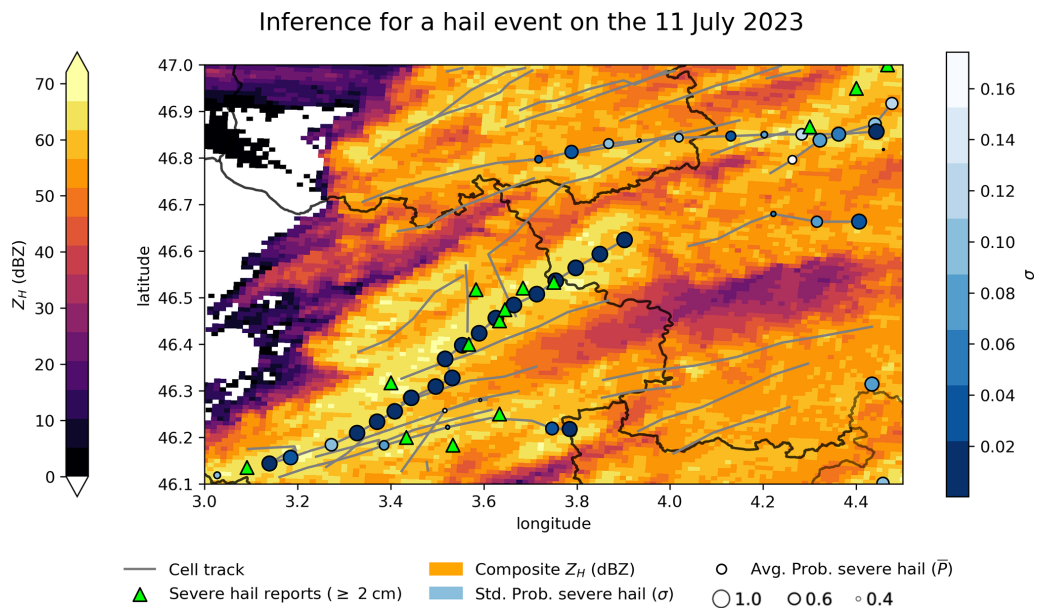 Inference for a hail event on the 11 July 2023
70
60
50
40
30
20
10
0
Z_H (dBZ)
47.0
46.9
46.8
46.7
46.6
46.5
46.4
46.3
46.2
46.1
latitude
3.0 3.2 3.4 3.6 3.8 4.0 4.2 4.4
longitude
0.16
0.14
0.12
0.10
0.08
0.06
0.04
0.02
σ
Cell track
Severe hail reports (≥ 2 cm)
Composite Z_H (dBZ)
Std. Prob. severe hail (σ)
Avg. Prob. severe hail (P̅)
1.0 0.6 0.4